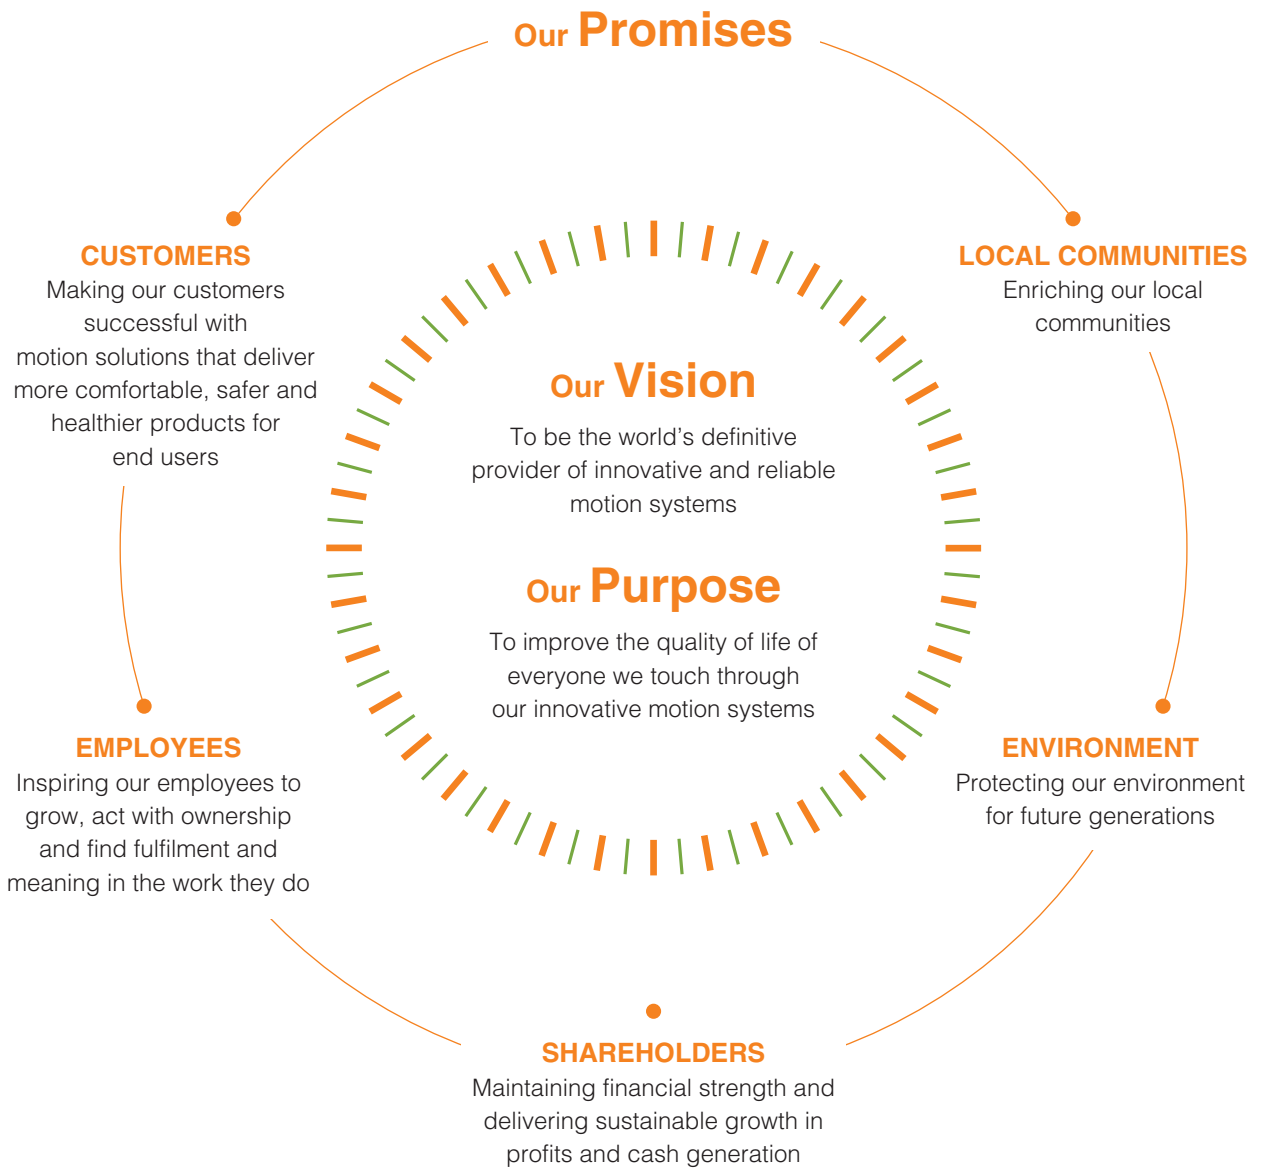 Our Promises
CUSTOMERS
Making our customers
successful with
motion solutions that deliver
more comfortable, safer and
healthier products for
end users
LOCAL COMMUNITIES
Enriching our local
communities
Our Vision
To be the world’s definitive
provider of innovative and reliable
motion systems
Our Purpose
To improve the quality of life of
everyone we touch through
our innovative motion systems
EMPLOYEES
Inspiring our employees to
grow, act with ownership
and find fulfilment and
meaning in the work they do
ENVIRONMENT
Protecting our environment
for future generations
SHAREHOLDERS
Maintaining financial strength and
delivering sustainable growth in
profits and cash generation